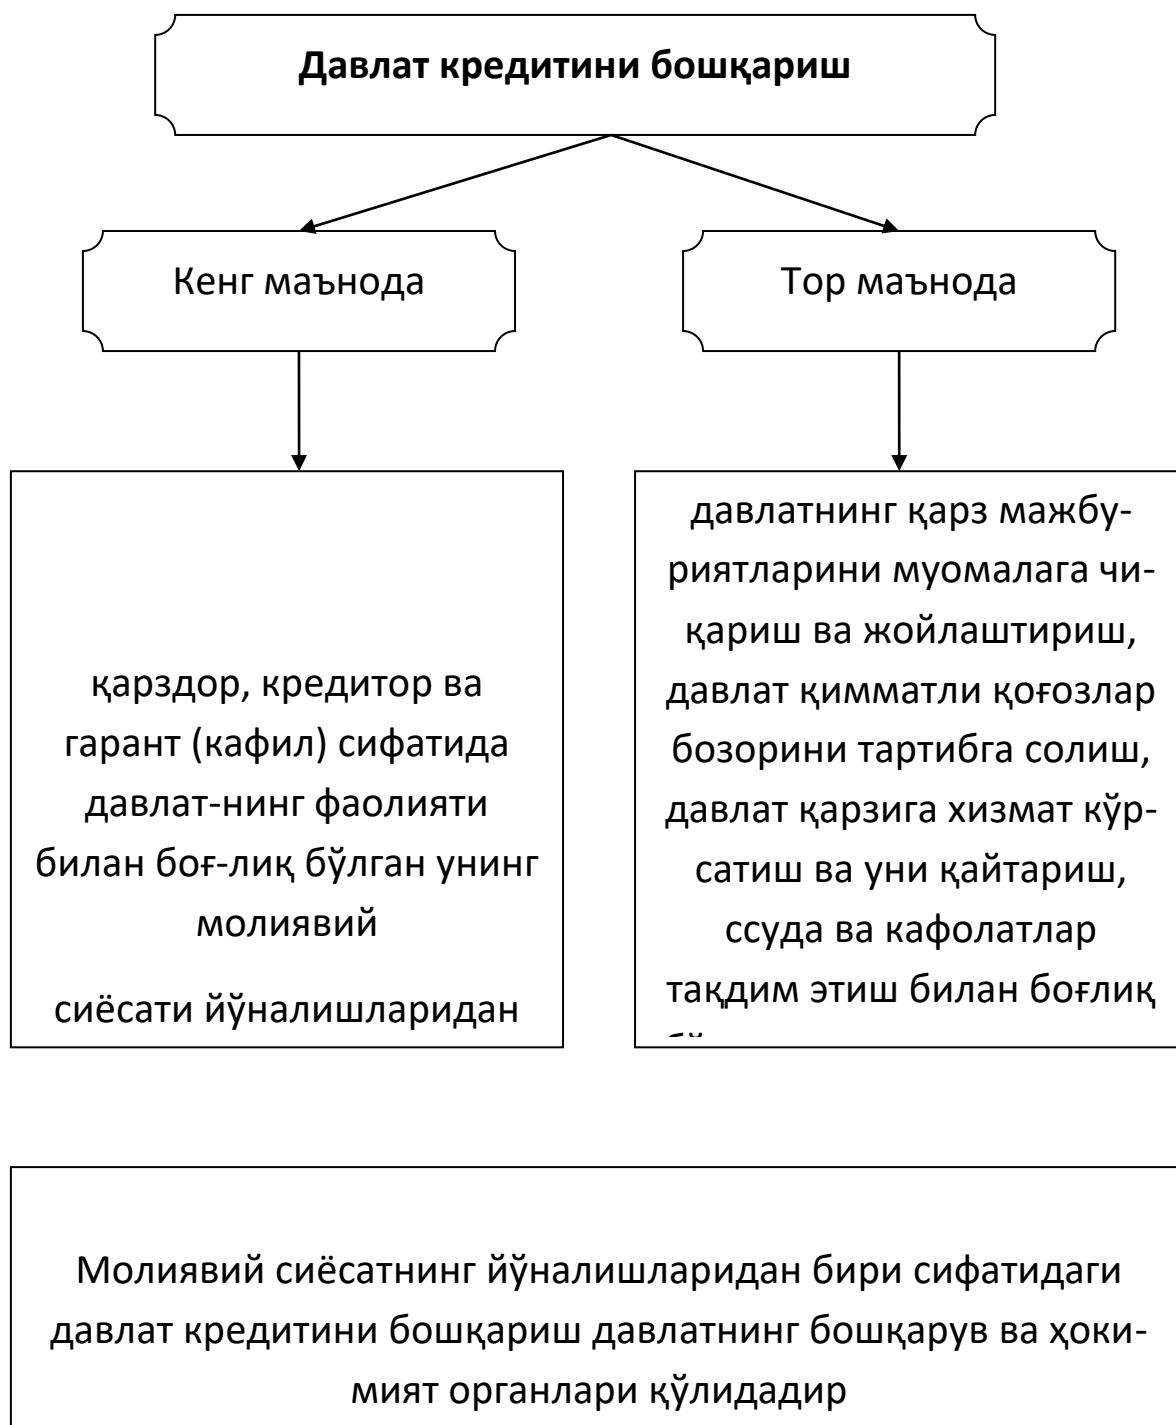 Давлат кредитини бошқариш
Кенг маънода
Тор маънода
қарздор, кредитор ва
гарант (кафил) сифатида
давлат-нинг фаолияти
билан боғ-лиқ бўлган унинг
молиявий
сиёсати йўналишларидан
давлатнинг қарз мажбу-
риятларини муомалага чи-
қариш ва жойлаштириш,
давлат қимматли қоғозлар
бозорини тартибга солиш,
давлат қарзига хизмат кўр-
сатиш ва уни қайтариш,
ссуда ва кафолатлар
тақдим этиш билан боғлиқ
Молиявий сиёсатнинг йўналишларидан бири сифатидаги
давлат кредитини бошқариш давлатнинг бошқарув ва ҳоки-
мият органлари қўлидадир